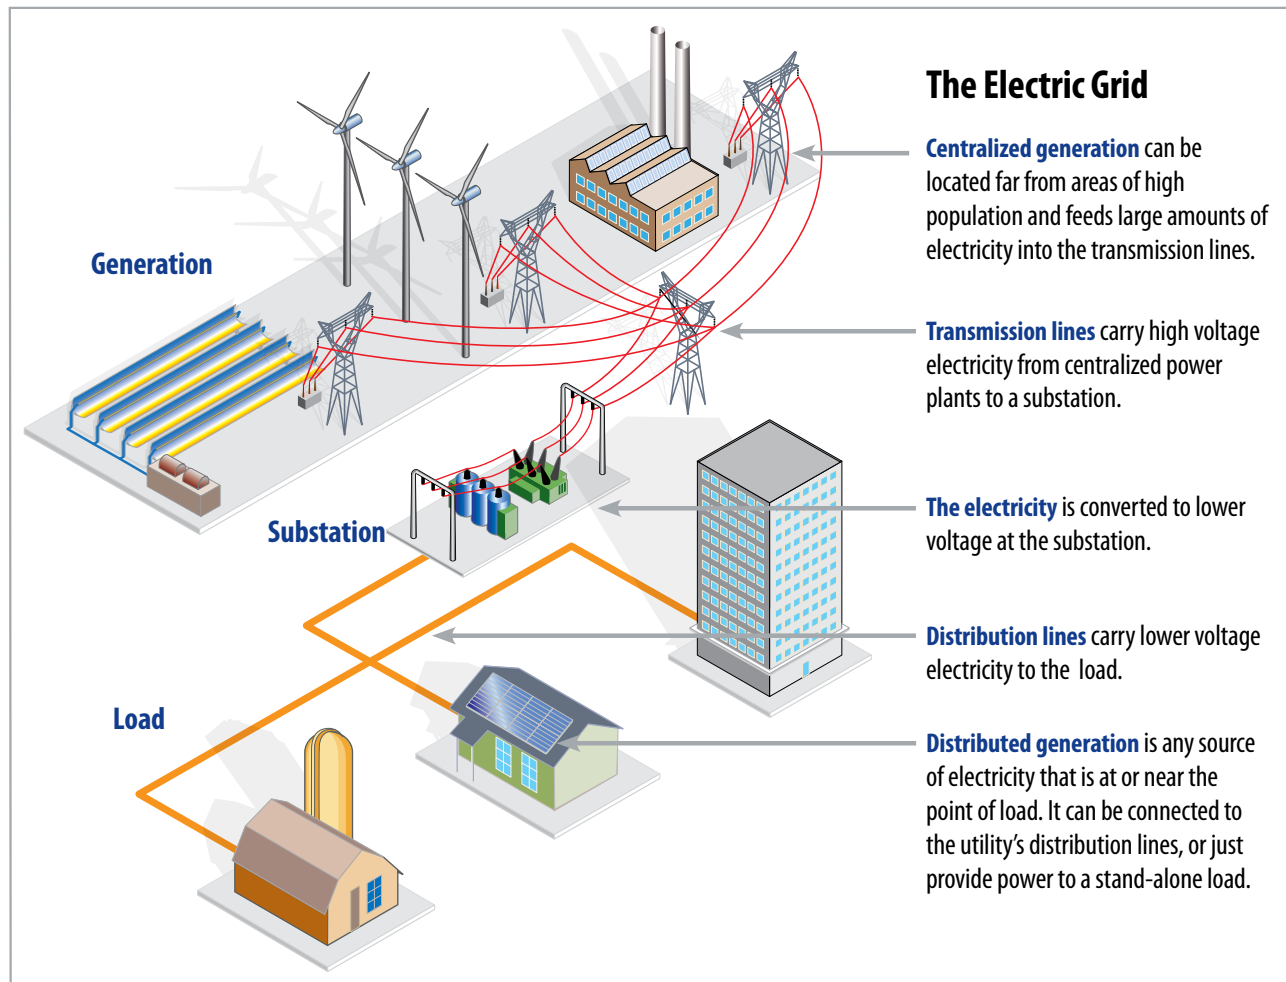 The Electric Grid
Centralized generation can be
located far from areas of high
population and feeds large amounts of
electricity into the transmission lines.
Generation
Transmission lines carry high voltage
electricity from centralized power
plants to a substation.
The electricity is converted to lower
voltage at the substation.
Substation
Distribution lines carry lower voltage
electricity to the load.
Load
Distributed generation is any source
of electricity that is at or near the
point of load. It can be connected to
the utility’s distribution lines, or just
provide power to a stand-alone load.